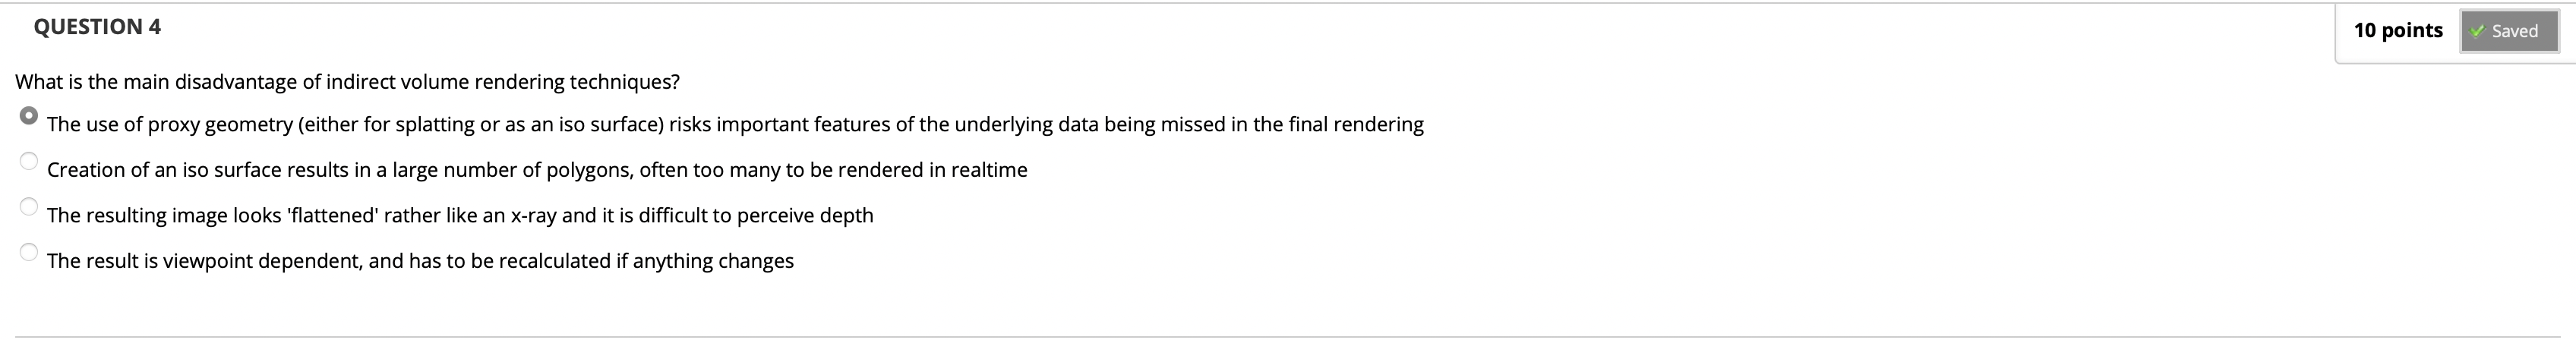 QUESTION 4
10 points
Saved
What is the main disadvantage of indirect volume rendering techniques?
The use of proxy geometry (either for splatting or as an iso surface) risks important features of the underlying data being missed in the final rendering
Creation of an iso surface results in a large number of polygons, often too many to be rendered in realtime
The resulting image looks 'flattened' rather like an x-ray and it is difficult to perceive depth
The result is viewpoint dependent, and has to be recalculated if anything changes